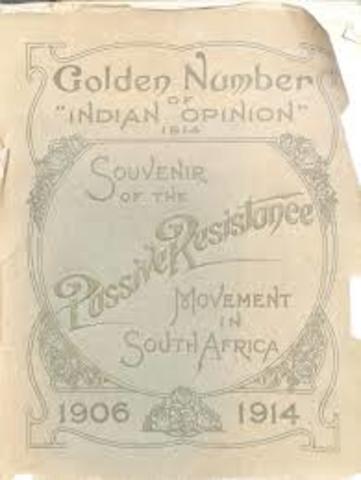 Golden Number
OF
"INDIAN OPINION"
1914
SOUVENIR
OF THE
Passive Resistance
MOVEMENT
IN
SOUTH AFRICA
1906 1914